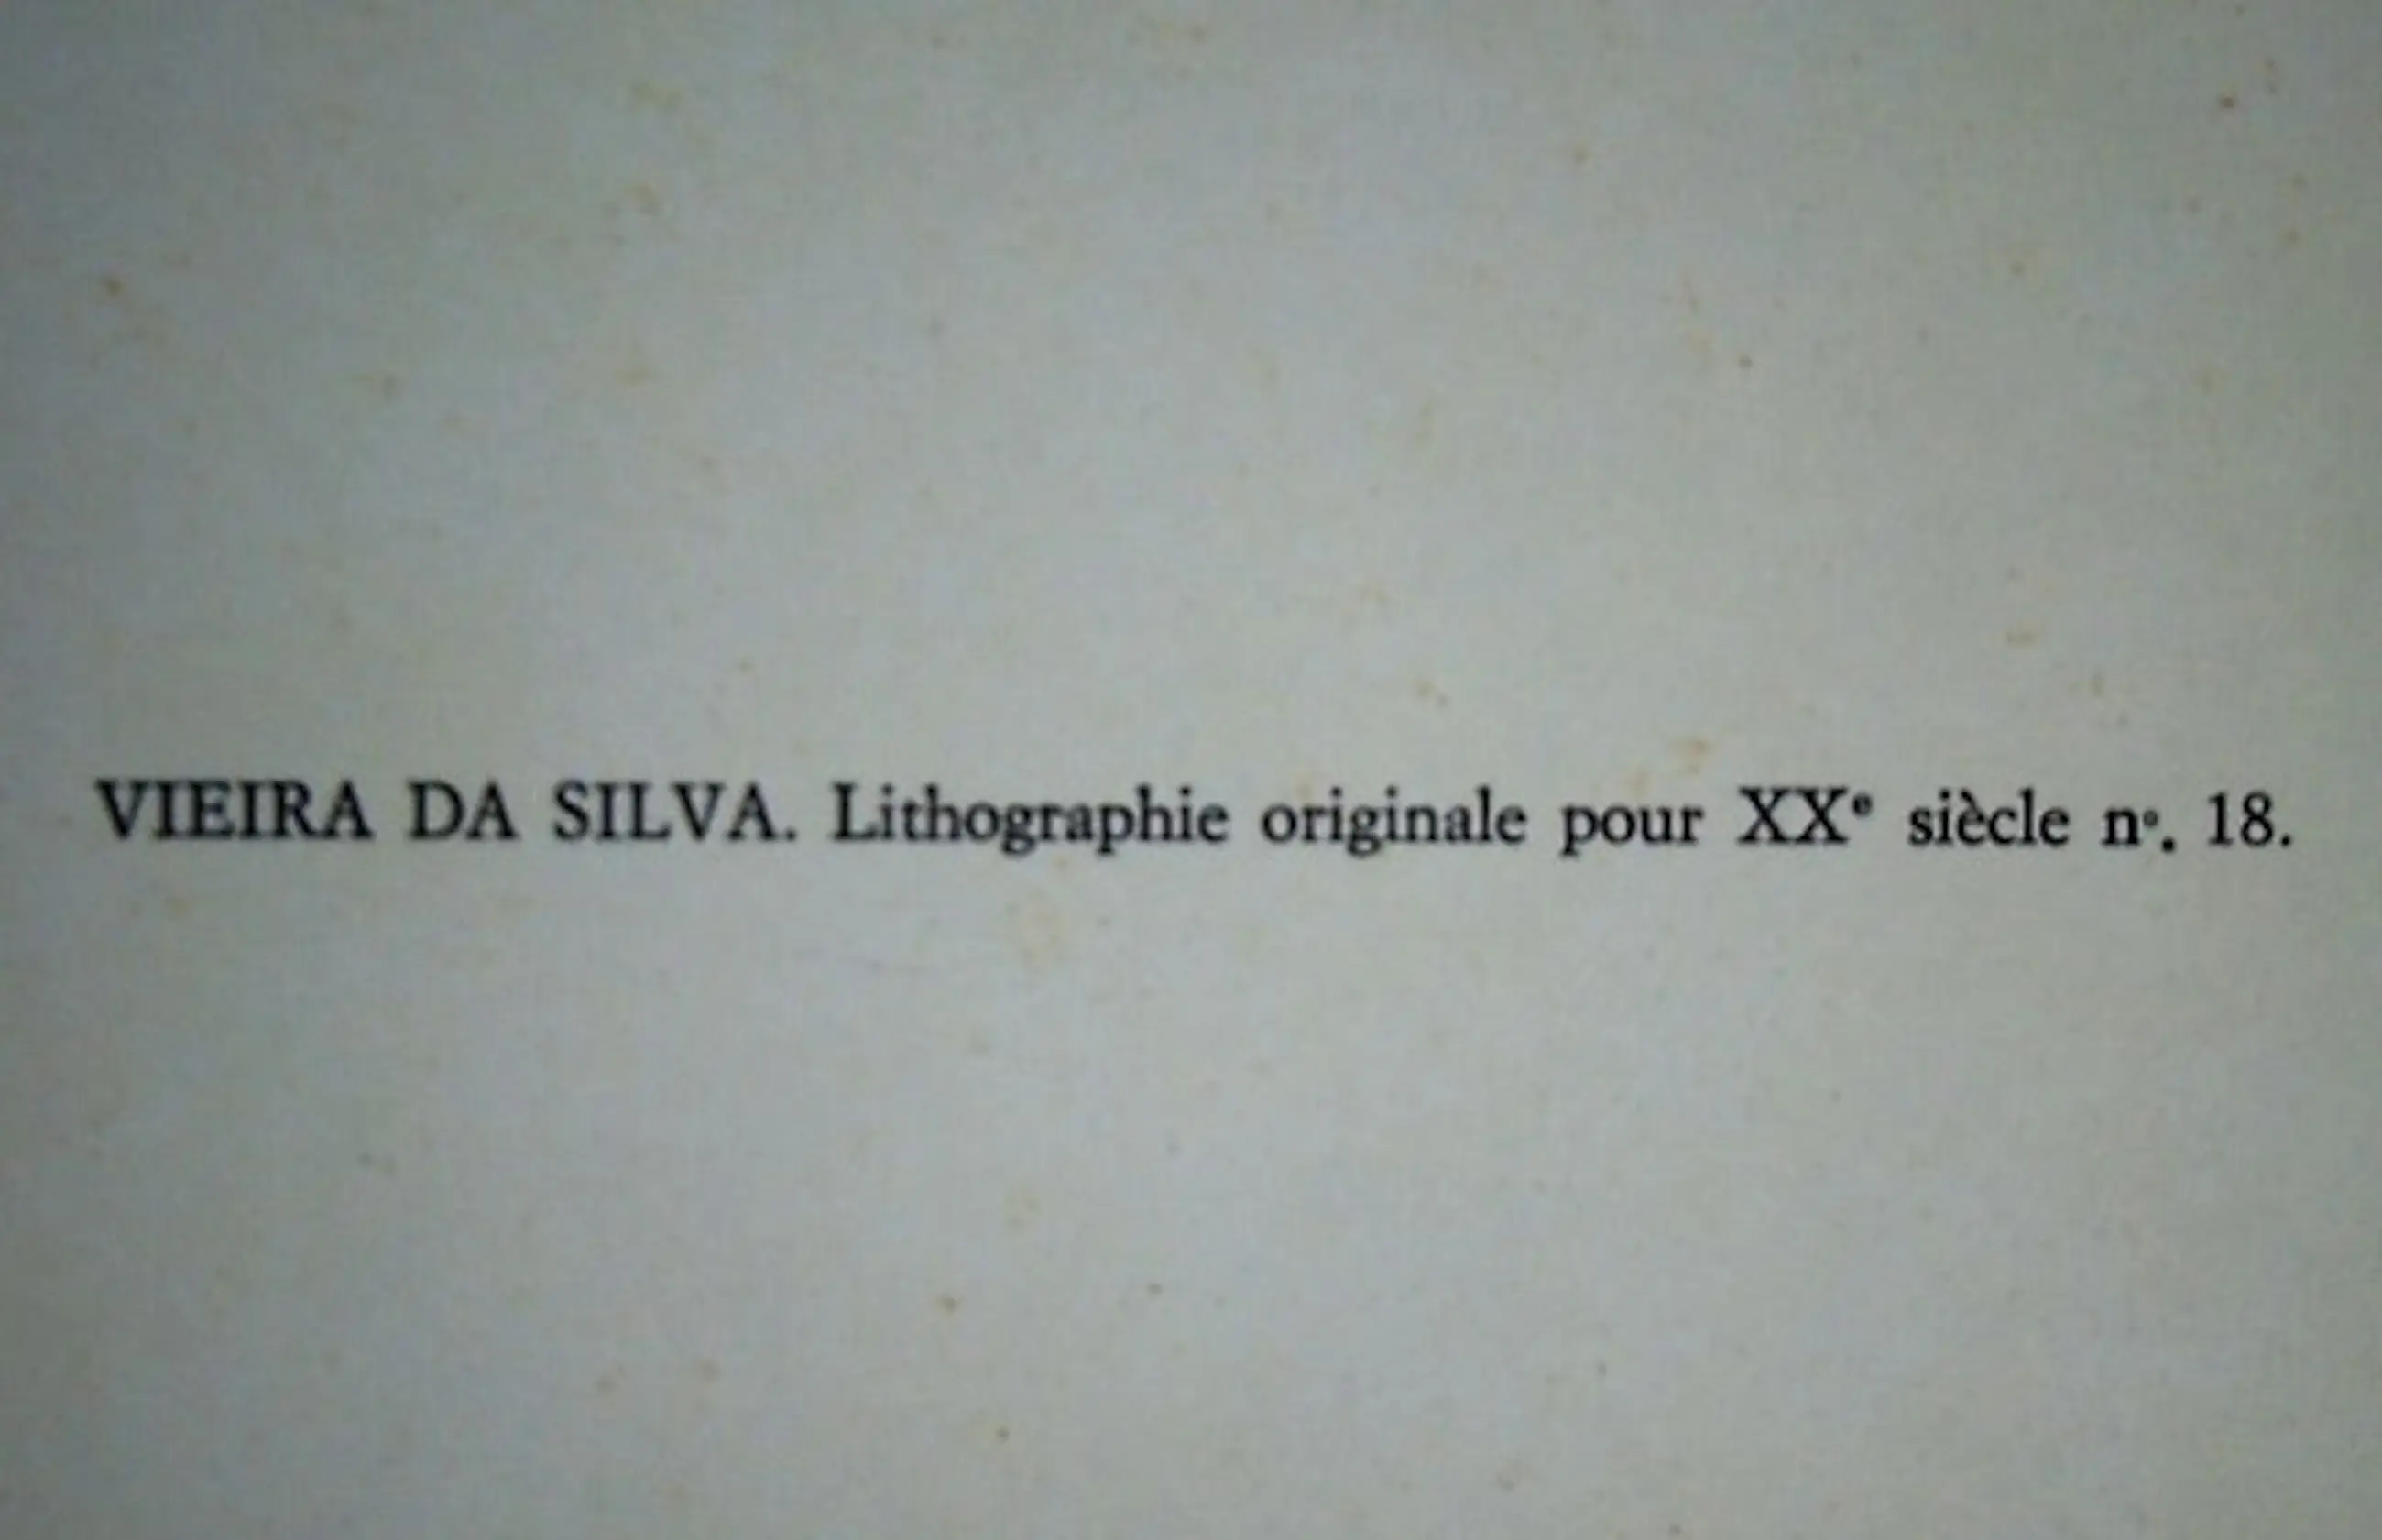 VIEIRA DA SILVA. Lithographie originale pour XXᵉ siècle nº. 18.